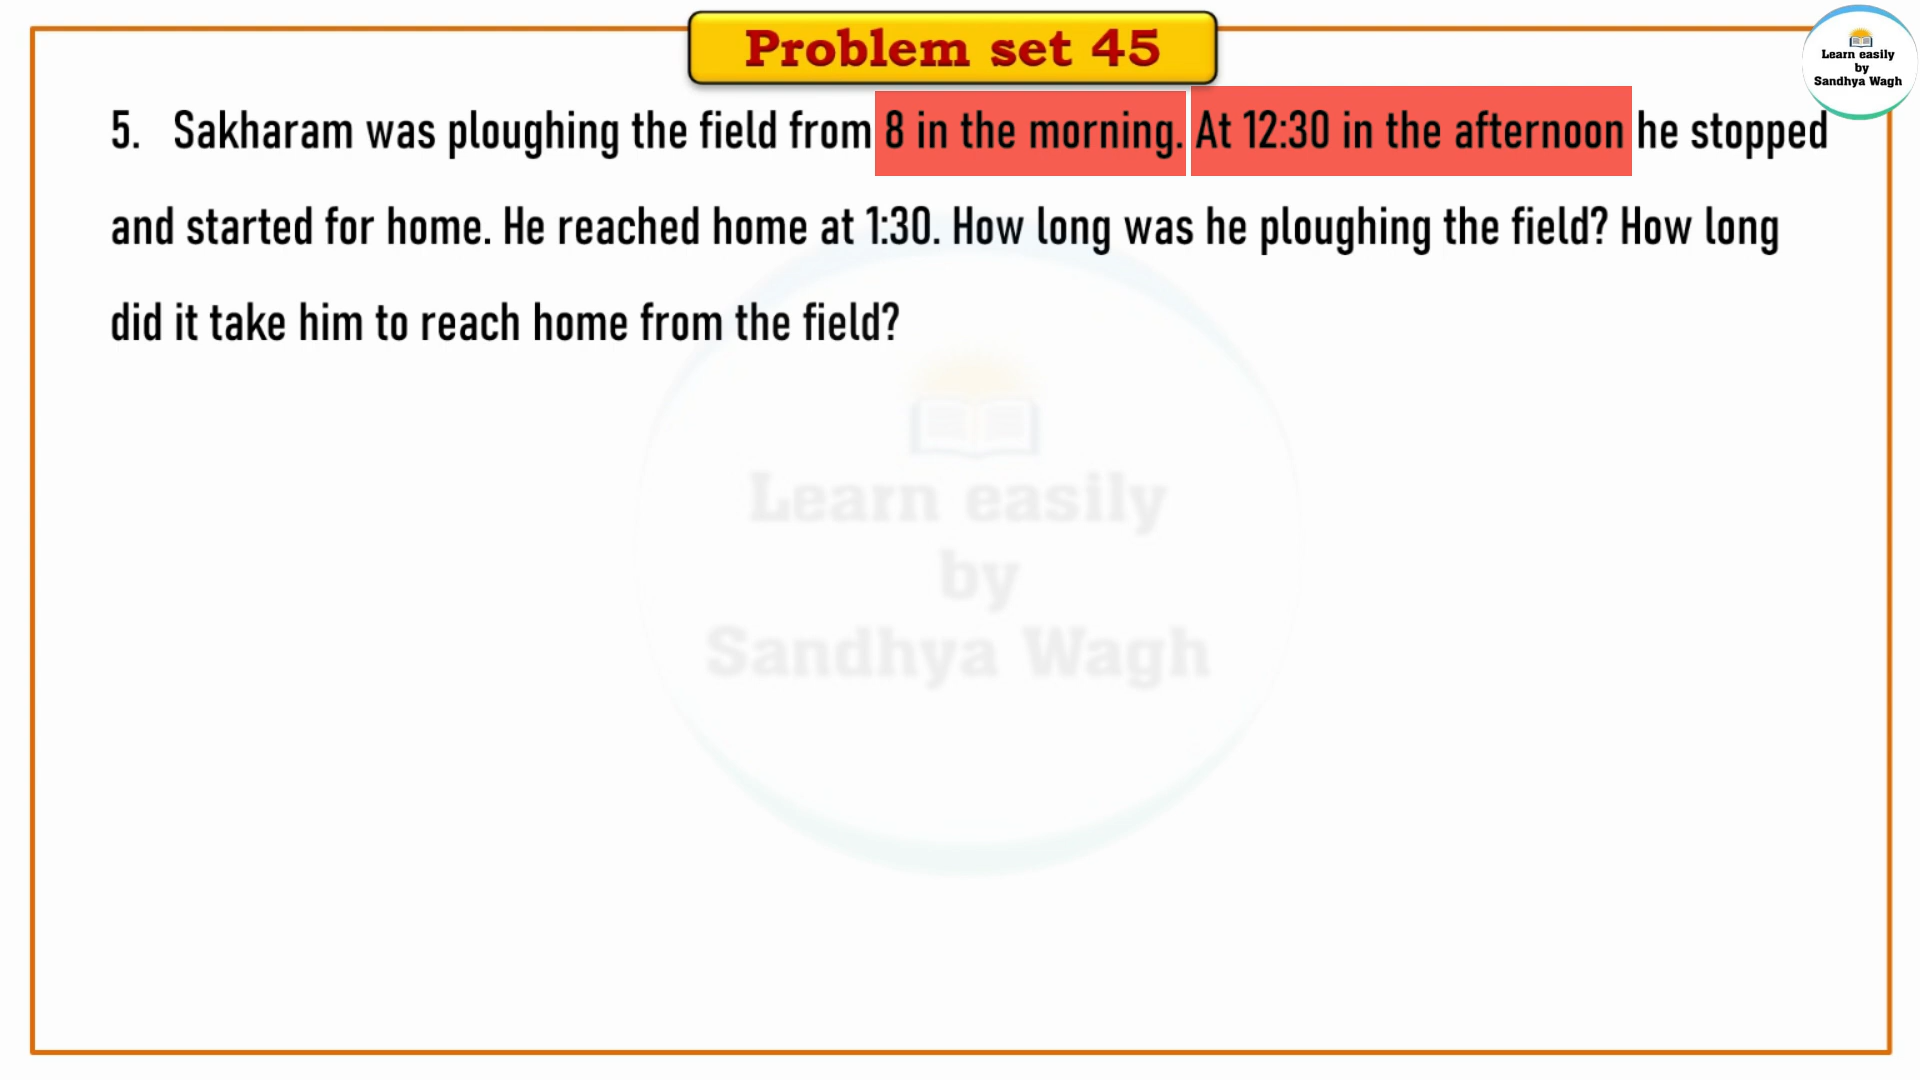 Problem set 45
Learn easily
by
Sandhya Wagh
5. Sakharam was ploughing the field from 8 in the morning. At 12:30 in the afternoon he stopped
and started for home. He reached home at 1:30. How long was he ploughing the field? How long
did it take him to reach home from the field?
Learn easily
by
Sandhya Wagh